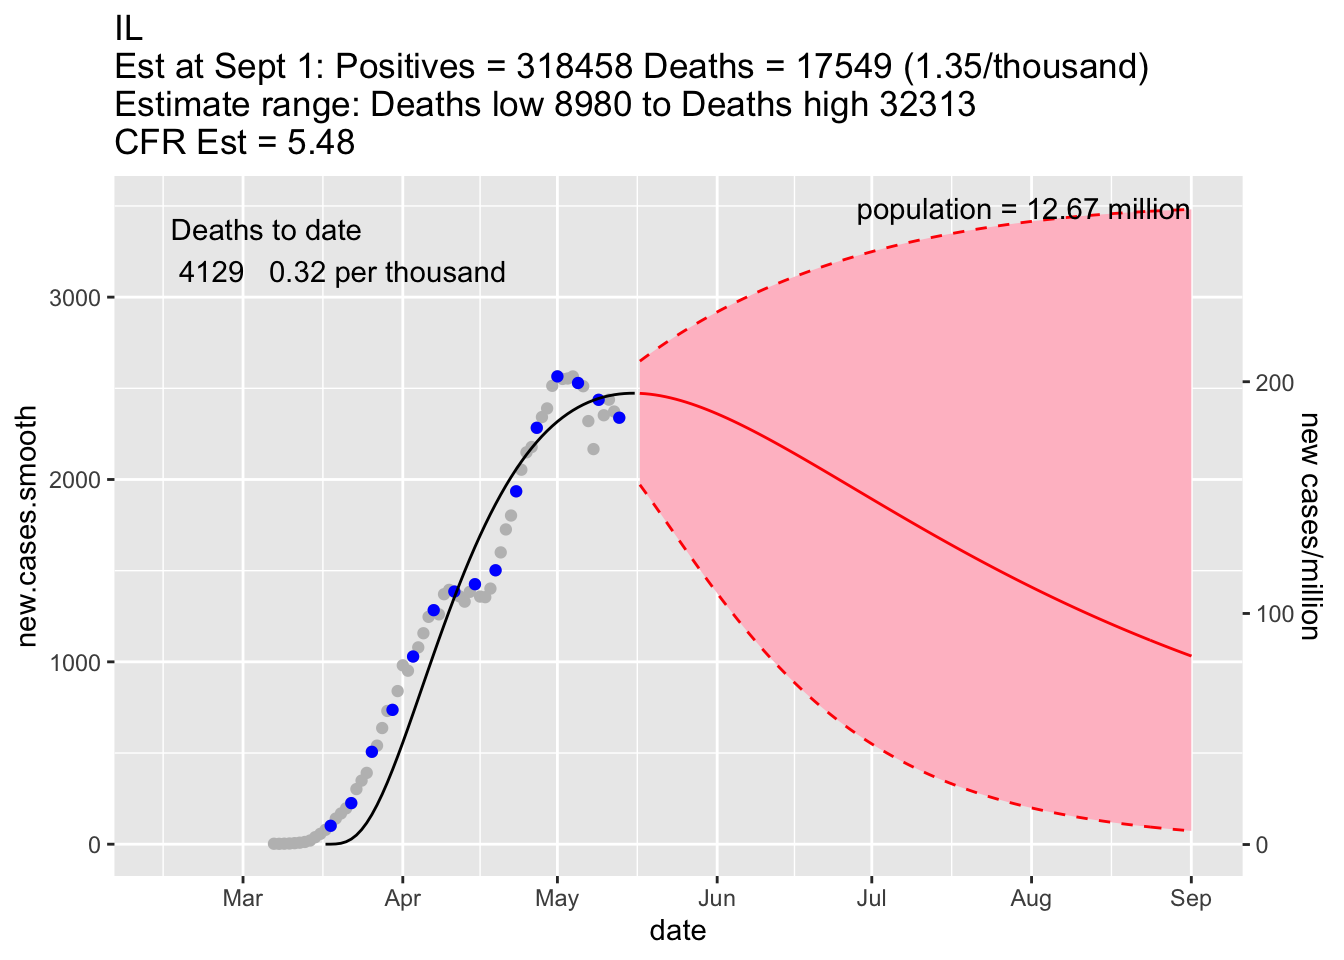 IL
Est at Sept 1: Positives = 318458 Deaths = 17549 (1.35/thousand)
Estimate range: Deaths low 8980 to Deaths high 32313
CFR Est = 5.48
population = 12.67 million
Deaths to date
4129 0.32 per thousand
3000
2000
1000
0
new.cases.smooth
200
100
0
new cases/million
Mar Apr May Jun Jul Aug Sep
date